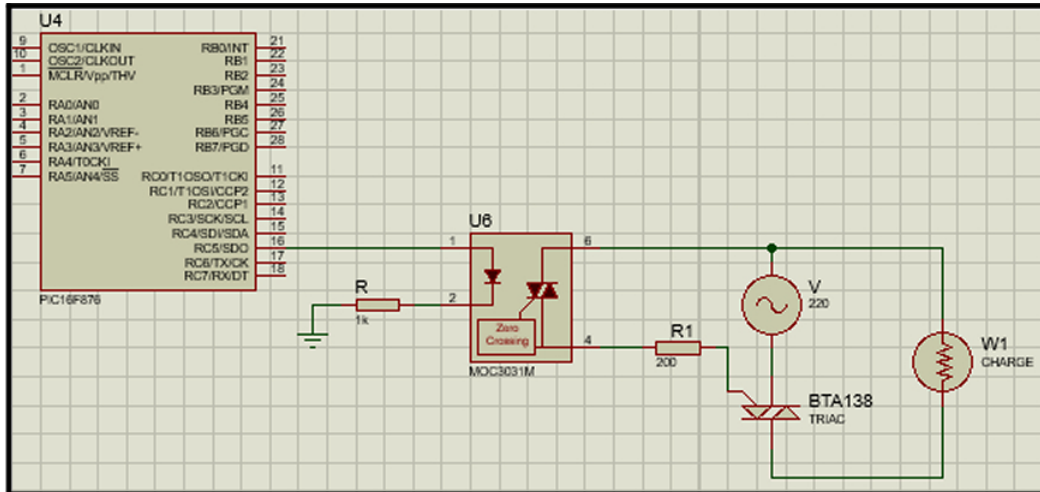 U4
9 OSC1/CLKIN RB0/INT 21
10 OSC2/CLKOUT RB1 22
1 MCLR/Vpp/THV RB2 23
RB3/PGM 24
2 RA0/AN0 RB4 25
3 RA1/AN1 RB5 26
4 RA2/AN2/VREF- RB6/PGC 27
5 RA3/AN3/VREF+ RB7/PGD 28
6 RA4/T0CKI
7 RA5/AN4/SS RC0/T1OSO/T1CKI 11
RC1/T1OSI/CCP2 12
RC2/CCP1 13
RC3/SCK/SCL 14
RC4/SDI/SDA 15
RC5/SDO 16
RC6/TX/CK 17
RC7/RX/DT 18
PIC16F876
U6
1 6
2 4
Zero
Crossing
MOC3031M
R
1k
R1
200
V
220
W1
CHARGE
BTA138
TRIAC